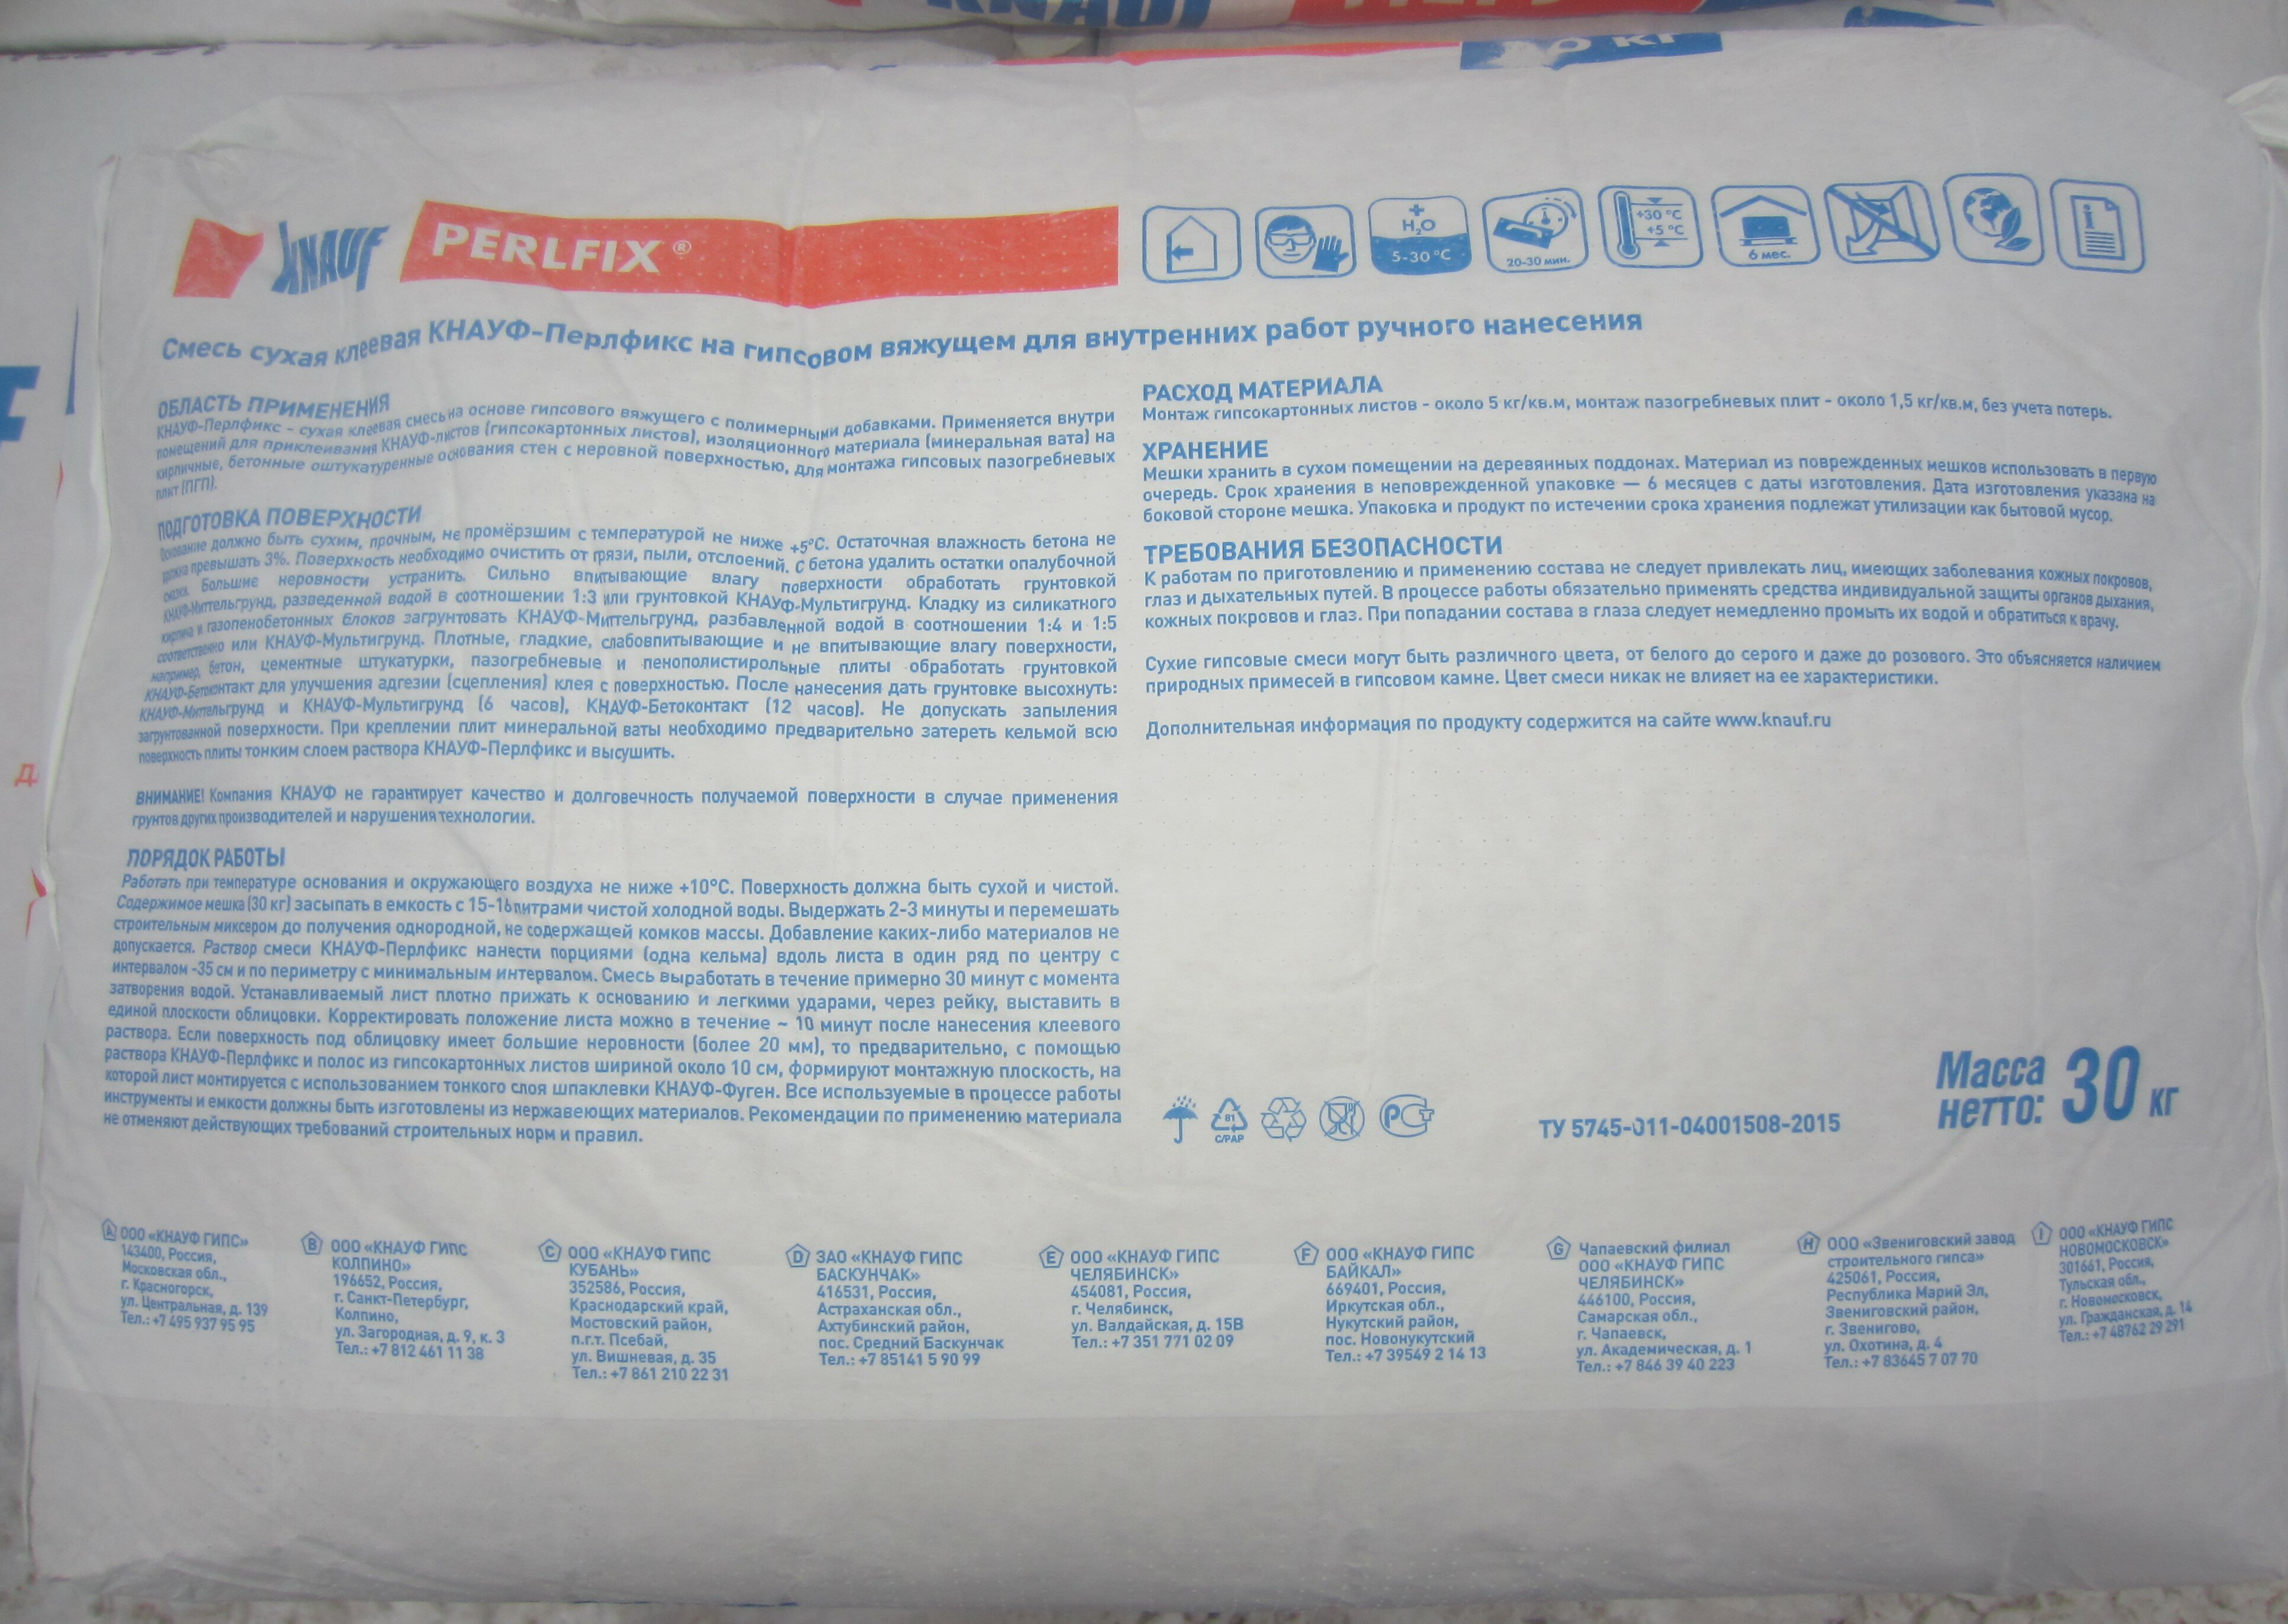 КНАУФ
PERLFIX®
H₂O
5-30 °C
20-30 мин.
+30 °C
+5 °C
6 мес.
Смесь сухая клеевая КНАУФ-Перлфикс на гипсовом вяжущем для внутренних работ ручного нанесения
ОБЛАСТЬ ПРИМЕНЕНИЯ
КНАУФ-Перлфикс - сухая клеевая смесь на основе гипсового вяжущего с полимерными добавками. Применяется внутри
помещений для приклеивания КНАУФ-листов (гипсокартонных листов), изоляционного материала (минеральная вата) на
кирпичные, бетонные оштукатуренные основания стен с неровной поверхностью, для монтажа гипсовых пазогребневых
плит (ПГП).
ПОДГОТОВКА ПОВЕРХНОСТИ
Основание должно быть сухим, прочным, не промёрзшим с температурой не ниже +5°С. Остаточная влажность бетона не
должна превышать 3%. Поверхность необходимо очистить от грязи, пыли, отслоений. С бетона удалить остатки опалубочной
смазки. Большие неровности устранить. Сильно впитывающие влагу поверхности обработать грунтовкой
КНАУФ-Миттельгрунд, разведенной водой в соотношении 1:3 или грунтовкой КНАУФ-Мультигрунд. Кладку из силикатного
кирпича и газопенобетонных блоков загрунтовать КНАУФ-Миттельгрунд, разбавленной водой в соотношении 1:4 и 1:5
соответственно или КНАУФ-Мультигрунд. Плотные, гладкие, слабовпитывающие и не впитывающие влагу поверхности,
например, бетон, цементные штукатурки, пазогребневые и пенополистирольные плиты обработать грунтовкой
КНАУФ-Бетоконтакт для улучшения адгезии (сцепления) клея с поверхностью. После нанесения дать грунтовке высохнуть:
КНАУФ-Миттельгрунд и КНАУФ-Мультигрунд (6 часов), КНАУФ-Бетоконтакт (12 часов). Не допускать запыления
загрунтованной поверхности. При креплении плит минеральной ваты необходимо предварительно затереть кельмой всю
поверхность плиты тонким слоем раствора КНАУФ-Перлфикс и высушить.
ВНИМАНИЕ! Компания КНАУФ не гарантирует качество и долговечность получаемой поверхности в случае применения
грунтов других производителей и нарушения технологии.
ПОРЯДОК РАБОТЫ
Работать при температуре основания и окружающего воздуха не ниже +10°С. Поверхность должна быть сухой и чистой.
Содержимое мешка (30 кг) засыпать в емкость с 15-16 литрами чистой холодной воды. Выдержать 2-3 минуты и перемешать
строительным миксером до получения однородной, не содержащей комков массы. Добавление каких-либо материалов не
допускается. Раствор смеси КНАУФ-Перлфикс нанести порциями (одна кельма) вдоль листа в один ряд по центру с
интервалом ~35 см и по периметру с минимальным интервалом. Смесь выработать в течение примерно 30 минут с момента
затворения водой. Устанавливаемый лист плотно прижать к основанию и легкими ударами, через рейку, выставить в
единой плоскости облицовки. Корректировать положение листа можно в течение ~ 10 минут после нанесения клеевого
раствора. Если поверхность под облицовку имеет большие неровности (более 20 мм), то предварительно, с помощью
раствора КНАУФ-Перлфикс и полос из гипсокартонных листов шириной около 10 см, формируют монтажную плоскость, на
которой лист монтируется с использованием тонкого слоя шпаклевки КНАУФ-Фуген. Все используемые в процессе работы
инструменты и емкости должны быть изготовлены из нержавеющих материалов. Рекомендации по применению материала
не отменяют действующих требований строительных норм и правил.
РАСХОД МАТЕРИАЛА
Монтаж гипсокартонных листов - около 5 кг/кв.м, монтаж пазогребневых плит - около 1,5 кг/кв.м, без учета потерь.
ХРАНЕНИЕ
Мешки хранить в сухом помещении на деревянных поддонах. Материал из поврежденных мешков использовать в первую
очередь. Срок хранения в неповрежденной упаковке — 6 месяцев с даты изготовления. Дата изготовления указана на
боковой стороне мешка. Упаковка и продукт по истечении срока хранения подлежат утилизации как бытовой мусор.
ТРЕБОВАНИЯ БЕЗОПАСНОСТИ
К работам по приготовлению и применению состава не следует привлекать лиц, имеющих заболевания кожных покровов,
глаз и дыхательных путей. В процессе работы обязательно применять средства индивидуальной защиты органов дыхания,
кожных покровов и глаз. При попадании состава в глаза следует немедленно промыть их водой и обратиться к врачу.
Сухие гипсовые смеси могут быть различного цвета, от белого до серого и даже до розового. Это объясняется наличием
природных примесей в гипсовом камне. Цвет смеси никак не влияет на ее характеристики.
Дополнительная информация по продукту содержится на сайте www.knauf.ru
81
C/PAP
РСТ
ТУ 5745-011-04001508-2015
Масса
нетто: 30 кг
A ООО «КНАУФ ГИПС»
143400, Россия,
Московская обл.,
г. Красногорск,
ул. Центральная, д. 139
Тел.: +7 495 937 95 95
B ООО «КНАУФ ГИПС
КОЛПИНО»
196652, Россия,
г. Санкт-Петербург,
Колпино,
ул. Загородная, д. 9, к. 3
Тел.: +7 812 461 11 38
C ООО «КНАУФ ГИПС
КУБАНЬ»
352586, Россия,
Краснодарский край,
Мостовский район,
п.г.т. Псебай,
ул. Вишневая, д. 35
Тел.: +7 861 210 22 31
D ЗАО «КНАУФ ГИПС
БАСКУНЧАК»
416531, Россия,
Астраханская обл.,
Ахтубинский район,
пос. Средний Баскунчак
Тел.: +7 85141 5 90 99
E ООО «КНАУФ ГИПС
ЧЕЛЯБИНСК»
454081, Россия,
г. Челябинск,
ул. Валдайская, д. 15В
Тел.: +7 351 771 02 09
F ООО «КНАУФ ГИПС
БАЙКАЛ»
669401, Россия,
Иркутская обл.,
Нукутский район,
пос. Новонукутский
Тел.: +7 39549 2 14 13
G Чапаевский филиал
ООО «КНАУФ ГИПС
ЧЕЛЯБИНСК»
446100, Россия,
Самарская обл.,
г. Чапаевск,
ул. Академическая, д. 1
Тел.: +7 846 39 40 223
H ООО «Звениговский завод
строительного гипса»
425061, Россия,
Республика Марий Эл,
Звениговский район,
г. Звенигово,
ул. Охотина, д. 4
Тел.: +7 83645 7 07 70
I ООО «КНАУФ ГИПС
НОВОМОСКОВСК»
301661, Россия,
Тульская обл.,
г. Новомосковск,
ул. Гражданская, д. 14
Тел.: +7 48762 29 291